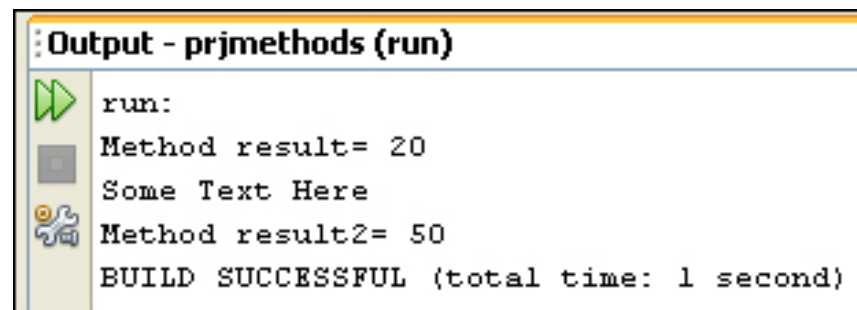 Output - prjmethods (run)
run:
Method result= 20
Some Text Here
Method result2= 50
BUILD SUCCESSFUL (total time: 1 second)